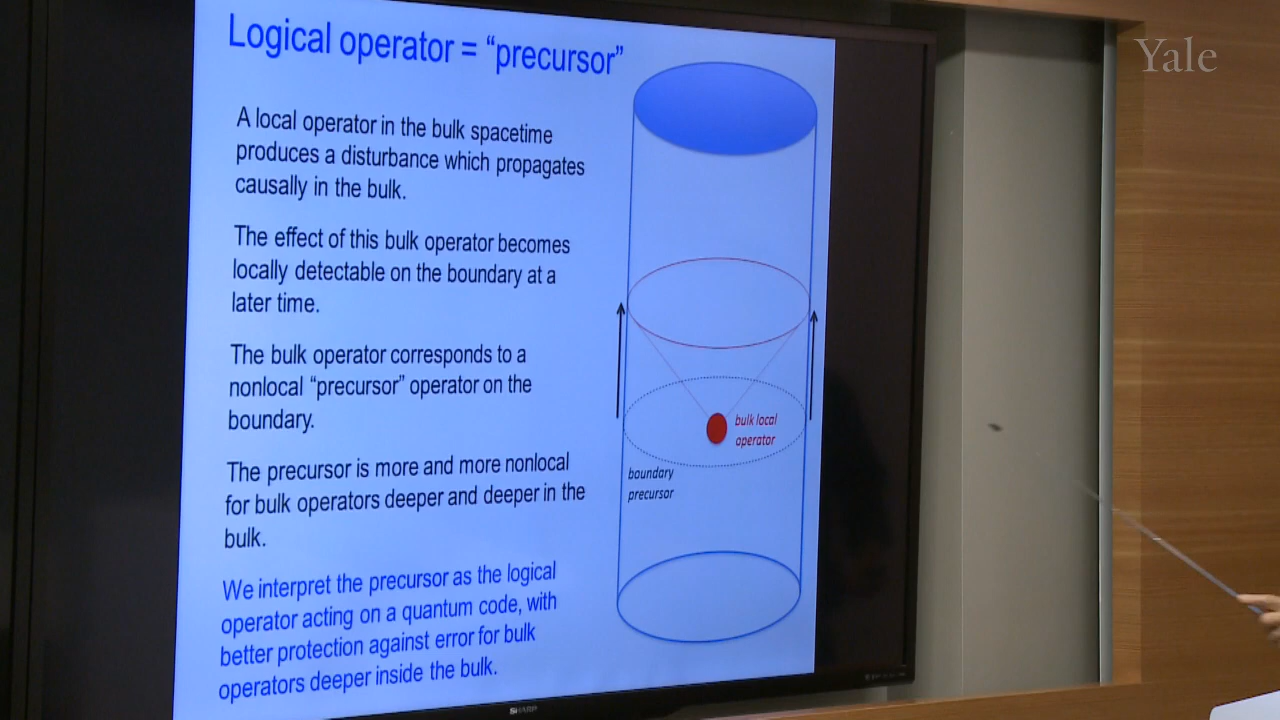 Logical operator = “precursor”
A local operator in the bulk spacetime
produces a disturbance which propagates
causally in the bulk.
The effect of this bulk operator becomes
locally detectable on the boundary at a
later time.
The bulk operator corresponds to a
nonlocal “precursor” operator on the
boundary.
The precursor is more and more nonlocal
for bulk operators deeper and deeper in the
bulk.
We interpret the precursor as the logical
operator acting on a quantum code, with
better protection against error for bulk
operators deeper inside the bulk.
bulk local
operator
boundary
precursor
Yale
SHARP